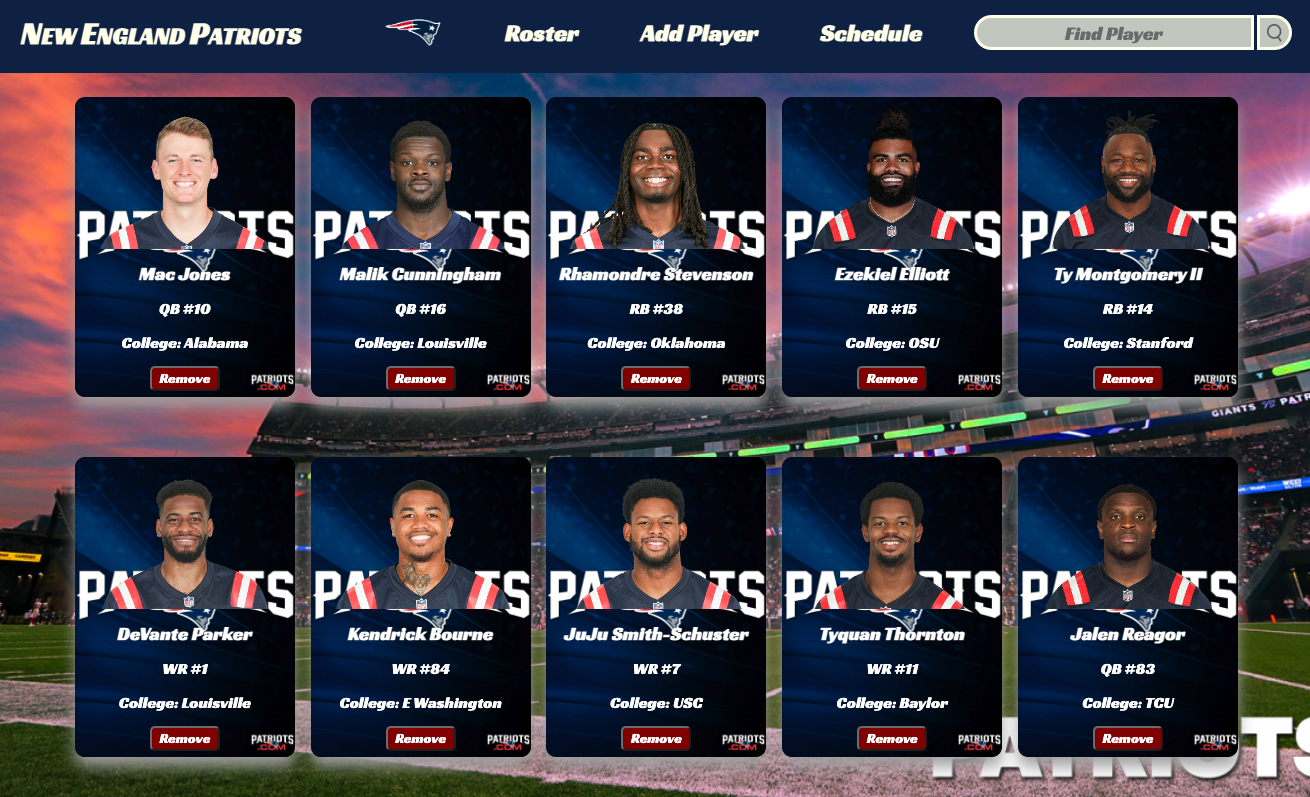 New England Patriots
Roster
Add Player
Schedule
Find Player
PATRIOTS
Mac Jones
QB #10
College: Alabama
Remove
PATRIOTS
.COM
PATRIOTS
Malik Cunningham
QB #16
College: Louisville
Remove
PATRIOTS
.COM
PATRIOTS
Rhamondre Stevenson
RB #38
College: Oklahoma
Remove
PATRIOTS
.COM
PATRIOTS
Ezekiel Elliott
RB #15
College: OSU
Remove
PATRIOTS
.COM
PATRIOTS
Ty Montgomery II
RB #14
College: Stanford
Remove
PATRIOTS
.COM
GIANTS VS PATR
PATRIOTS
DeVante Parker
WR #1
College: Louisville
Remove
PATRIOTS
.COM
PATRIOTS
Kendrick Bourne
WR #84
College: E Washington
Remove
PATRIOTS
.COM
PATRIOTS
JuJu Smith-Schuster
WR #7
College: USC
Remove
PATRIOTS
.COM
PATRIOTS
Tyquan Thornton
WR #11
College: Baylor
Remove
PATRIOTS
.COM
PATRIOTS
Jalen Reagor
QB #83
College: TCU
Remove
PATRIOTS
.COM
PATRIOTS